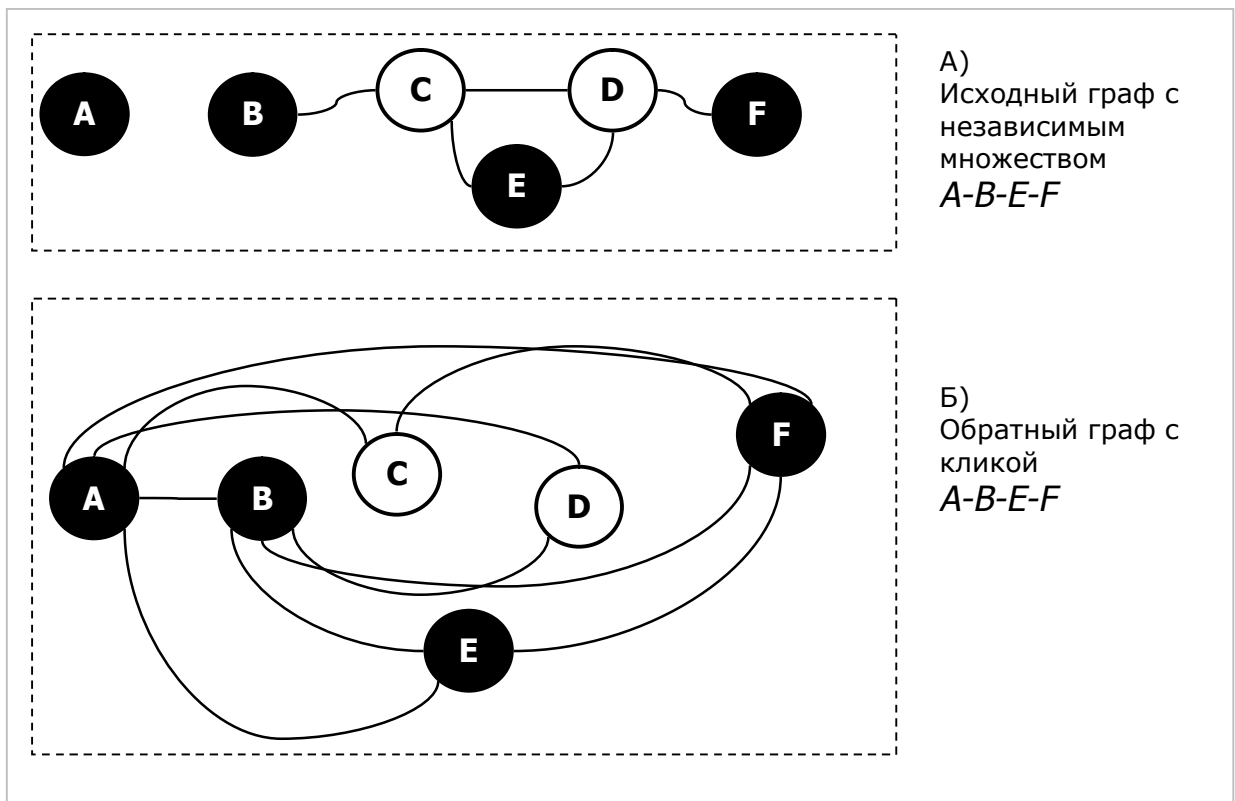 A
B
C
D
F
E
А)
Исходный граф с
независимым
множеством
A-B-E-F
A
B
C
D
F
E
Б)
Обратный граф с
кликой
A-B-E-F